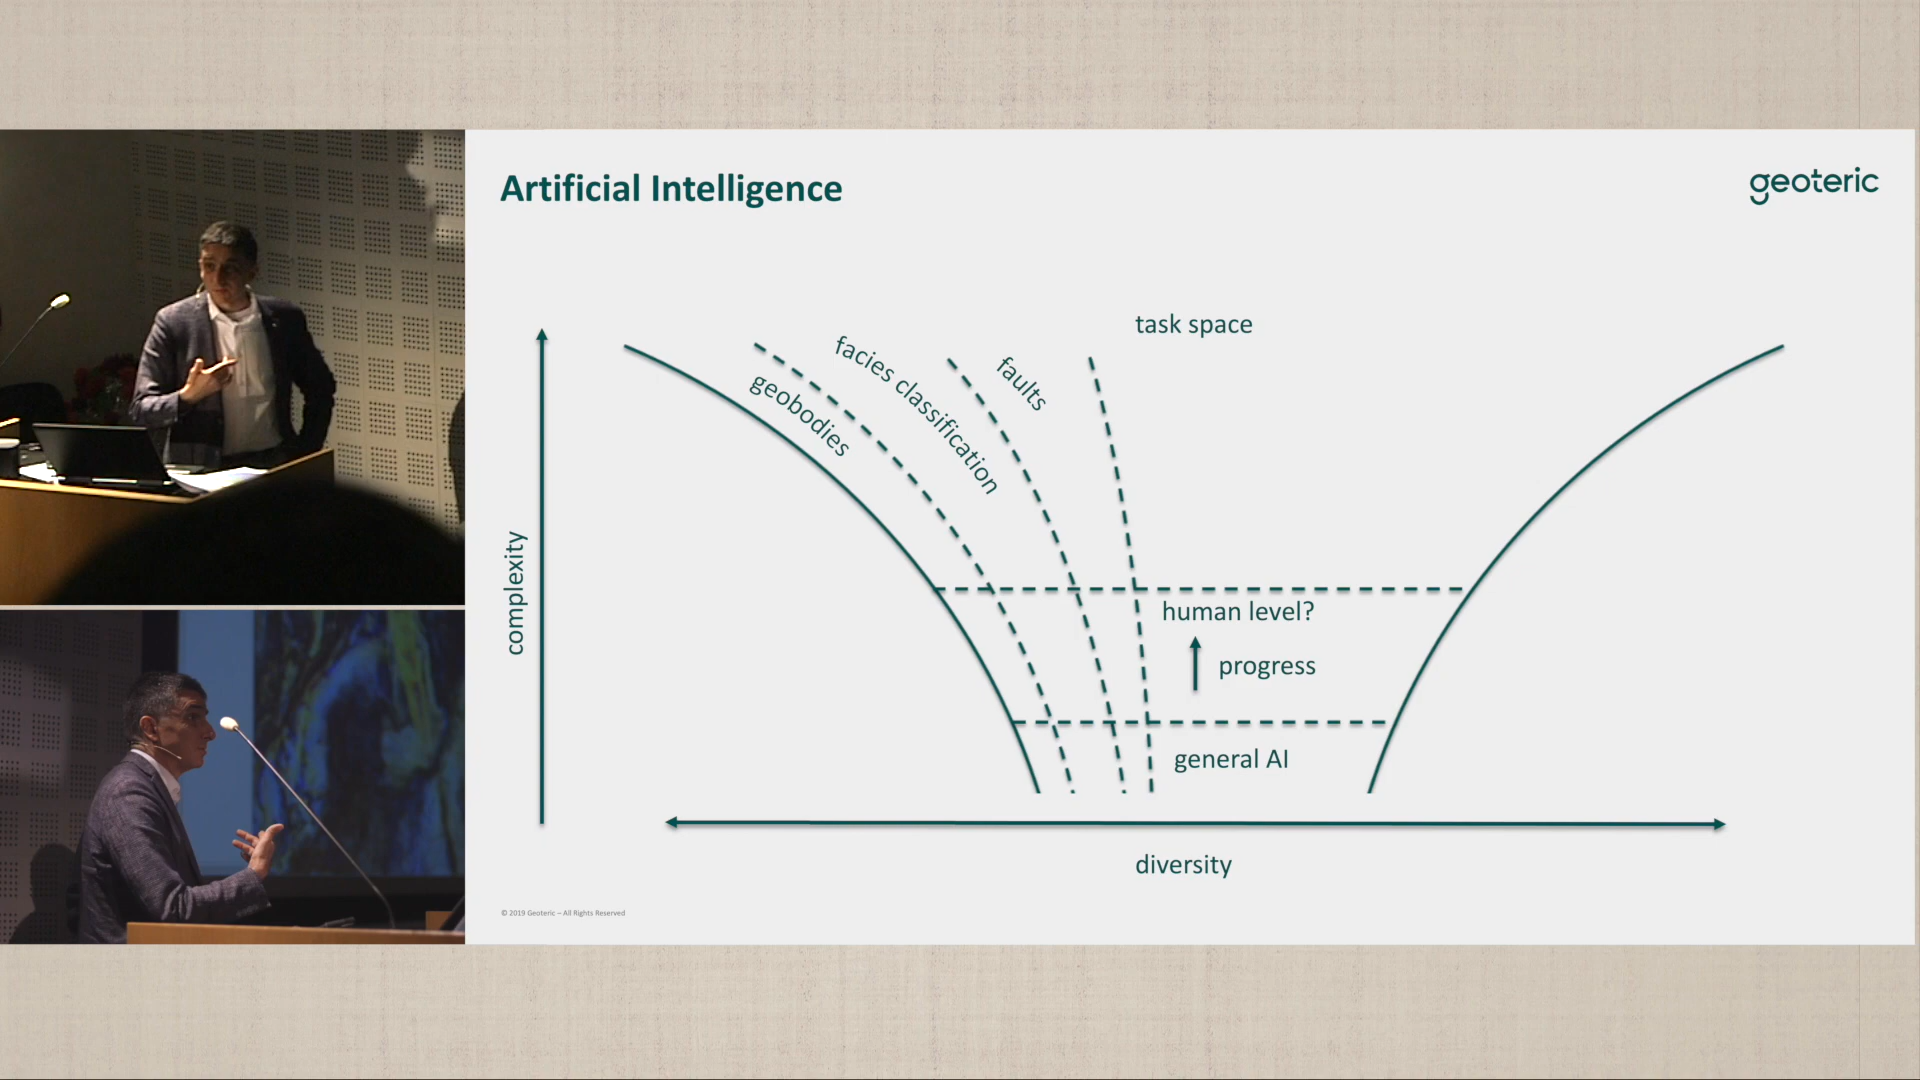 Artificial Intelligence
geoteric
task space
facies classification
faults
geobodies
complexity
human level?
progress
general AI
diversity
© 2019 Geoteric – All Rights Reserved